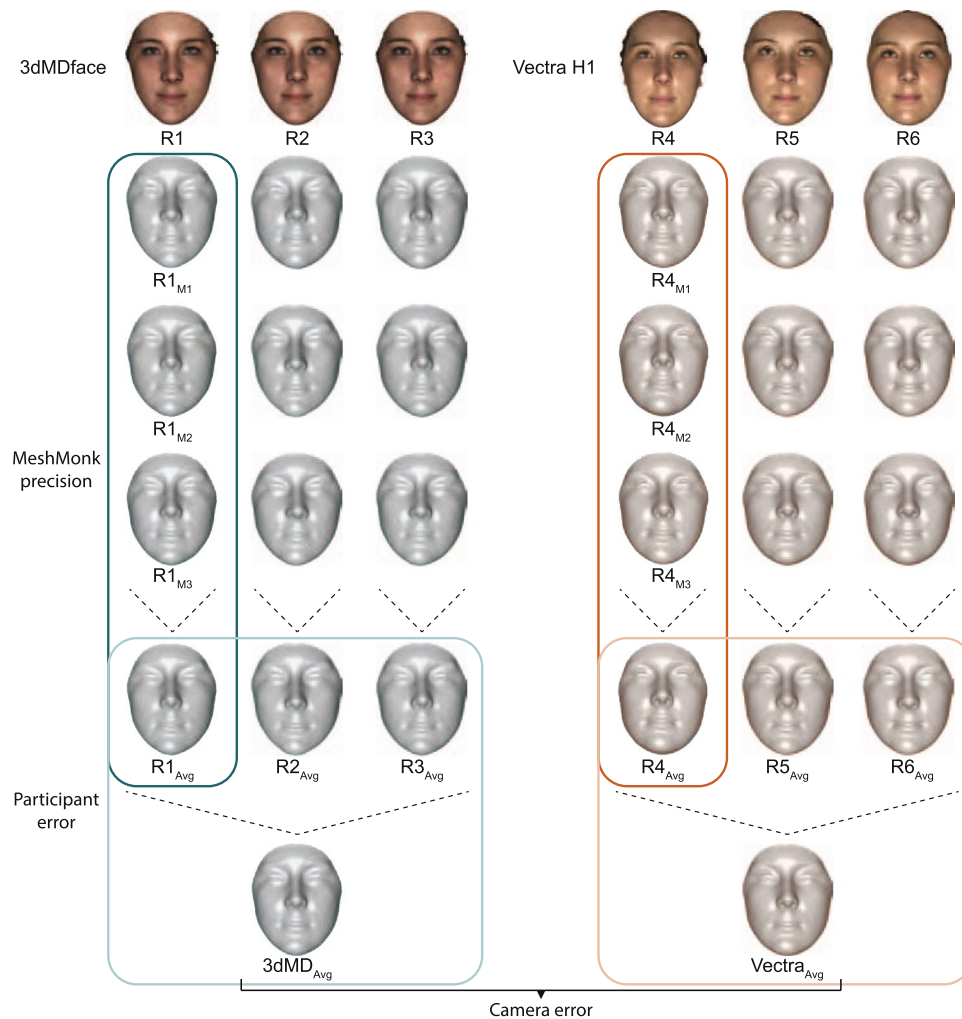 3dMDface
Vectra H1
R1 R2 R3 R4 R5 R6
R1M1 R4M1
R1M2 R4M2
MeshMonk
precision
R1M3 R4M3
R1Avg R2Avg R3Avg R4Avg R5Avg R6Avg
Participant
error
3dMDAvg VectraAvg
Camera error